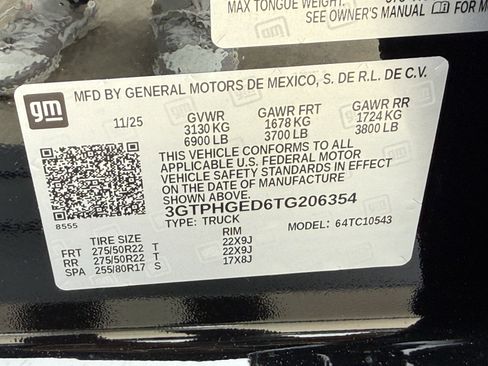 MAX TONGUE WEIGHT:
SEE OWNER'S MANUAL FOR MO
gm
MFD BY GENERAL MOTORS DE MEXICO, S. DE R.L. DE C.V.
11/25 GVWR GAWR FRT GAWR RR
3130 KG 1678 KG 1724 KG
6900 LB 3700 LB 3800 LB
THIS VEHICLE CONFORMS TO ALL
APPLICABLE U.S. FEDERAL MOTOR
VEHICLE SAFETY STANDARDS IN EFFECT
ON THE DATE OF MANUFACTURE SHOWN ABOVE.
3GTPHGED6TG206354
8555
TYPE: TRUCK MODEL: 64TC10543
TIRE SIZE RIM
FRT 275/50R22 T 22X9J
RR 275/50R22 T 22X9J
SPA 255/80R17 S 17X8J